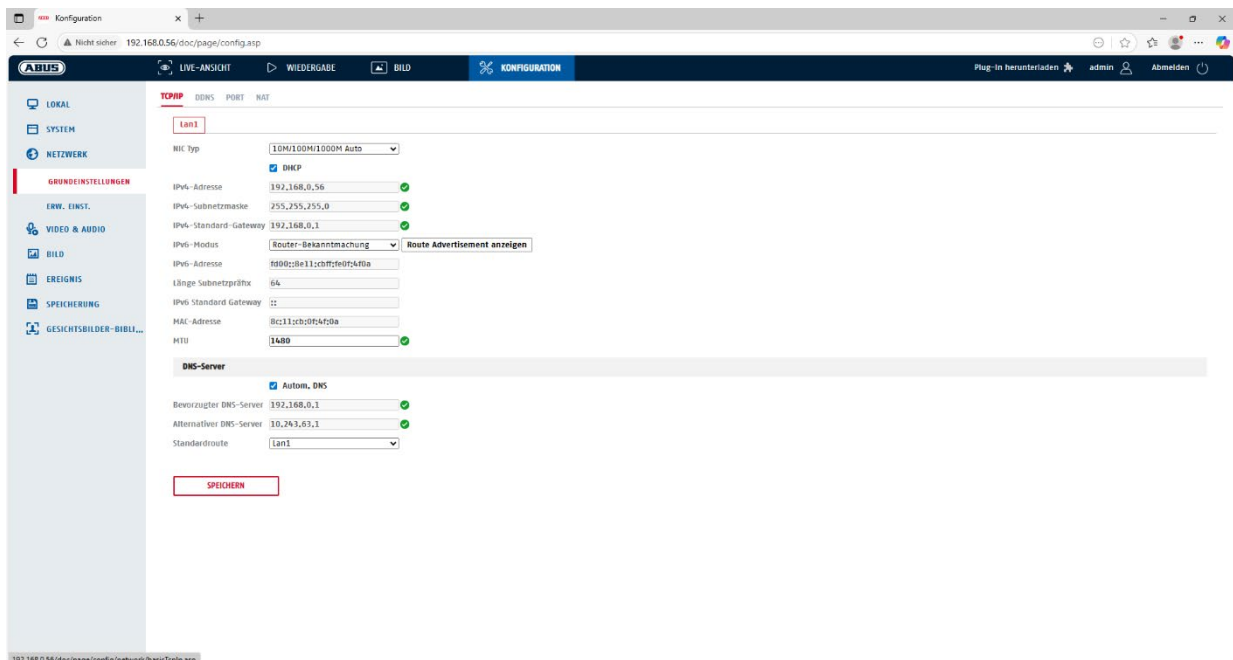 Konfiguration
Nicht sicher 192.168.0.56/doc/page/config.asp
ABUS LIVE-ANSICHT WIEDERGABE BILD KONFIGURATION Plug-in herunterladen admin Abmelden
LOKAL
SYSTEM
NETZWERK
GRUNDEINSTELLUNGEN
ERW. EINST.
VIDEO & AUDIO
BILD
EREIGNIS
SPEICHERUNG
GESICHTSBILDER-BIBLI...
TCP/IP DDNS PORT NAT
Lan1
NIC Typ 10M/100M/1000M Auto
DHCP
IPv4-Adresse 192.168.0.56
IPv4-Subnetzmaske 255.255.255.0
IPv4-Standard-Gateway 192.168.0.1
IPv6-Modus Router-Bekanntmachung Route Advertisement anzeigen
IPv6-Adresse fd00::8e11:cbff:fe0f:4f0a
Länge Subnetzpräfix 64
IPv6 Standard Gateway ::
MAC-Adresse 8c:11:cb:0f:4f:0a
MTU 1480
DNS-Server
Autom. DNS
Bevorzugter DNS-Server 192.168.0.1
Alternativer DNS-Server 10.243.63.1
Standardroute Lan1
SPEICHERN